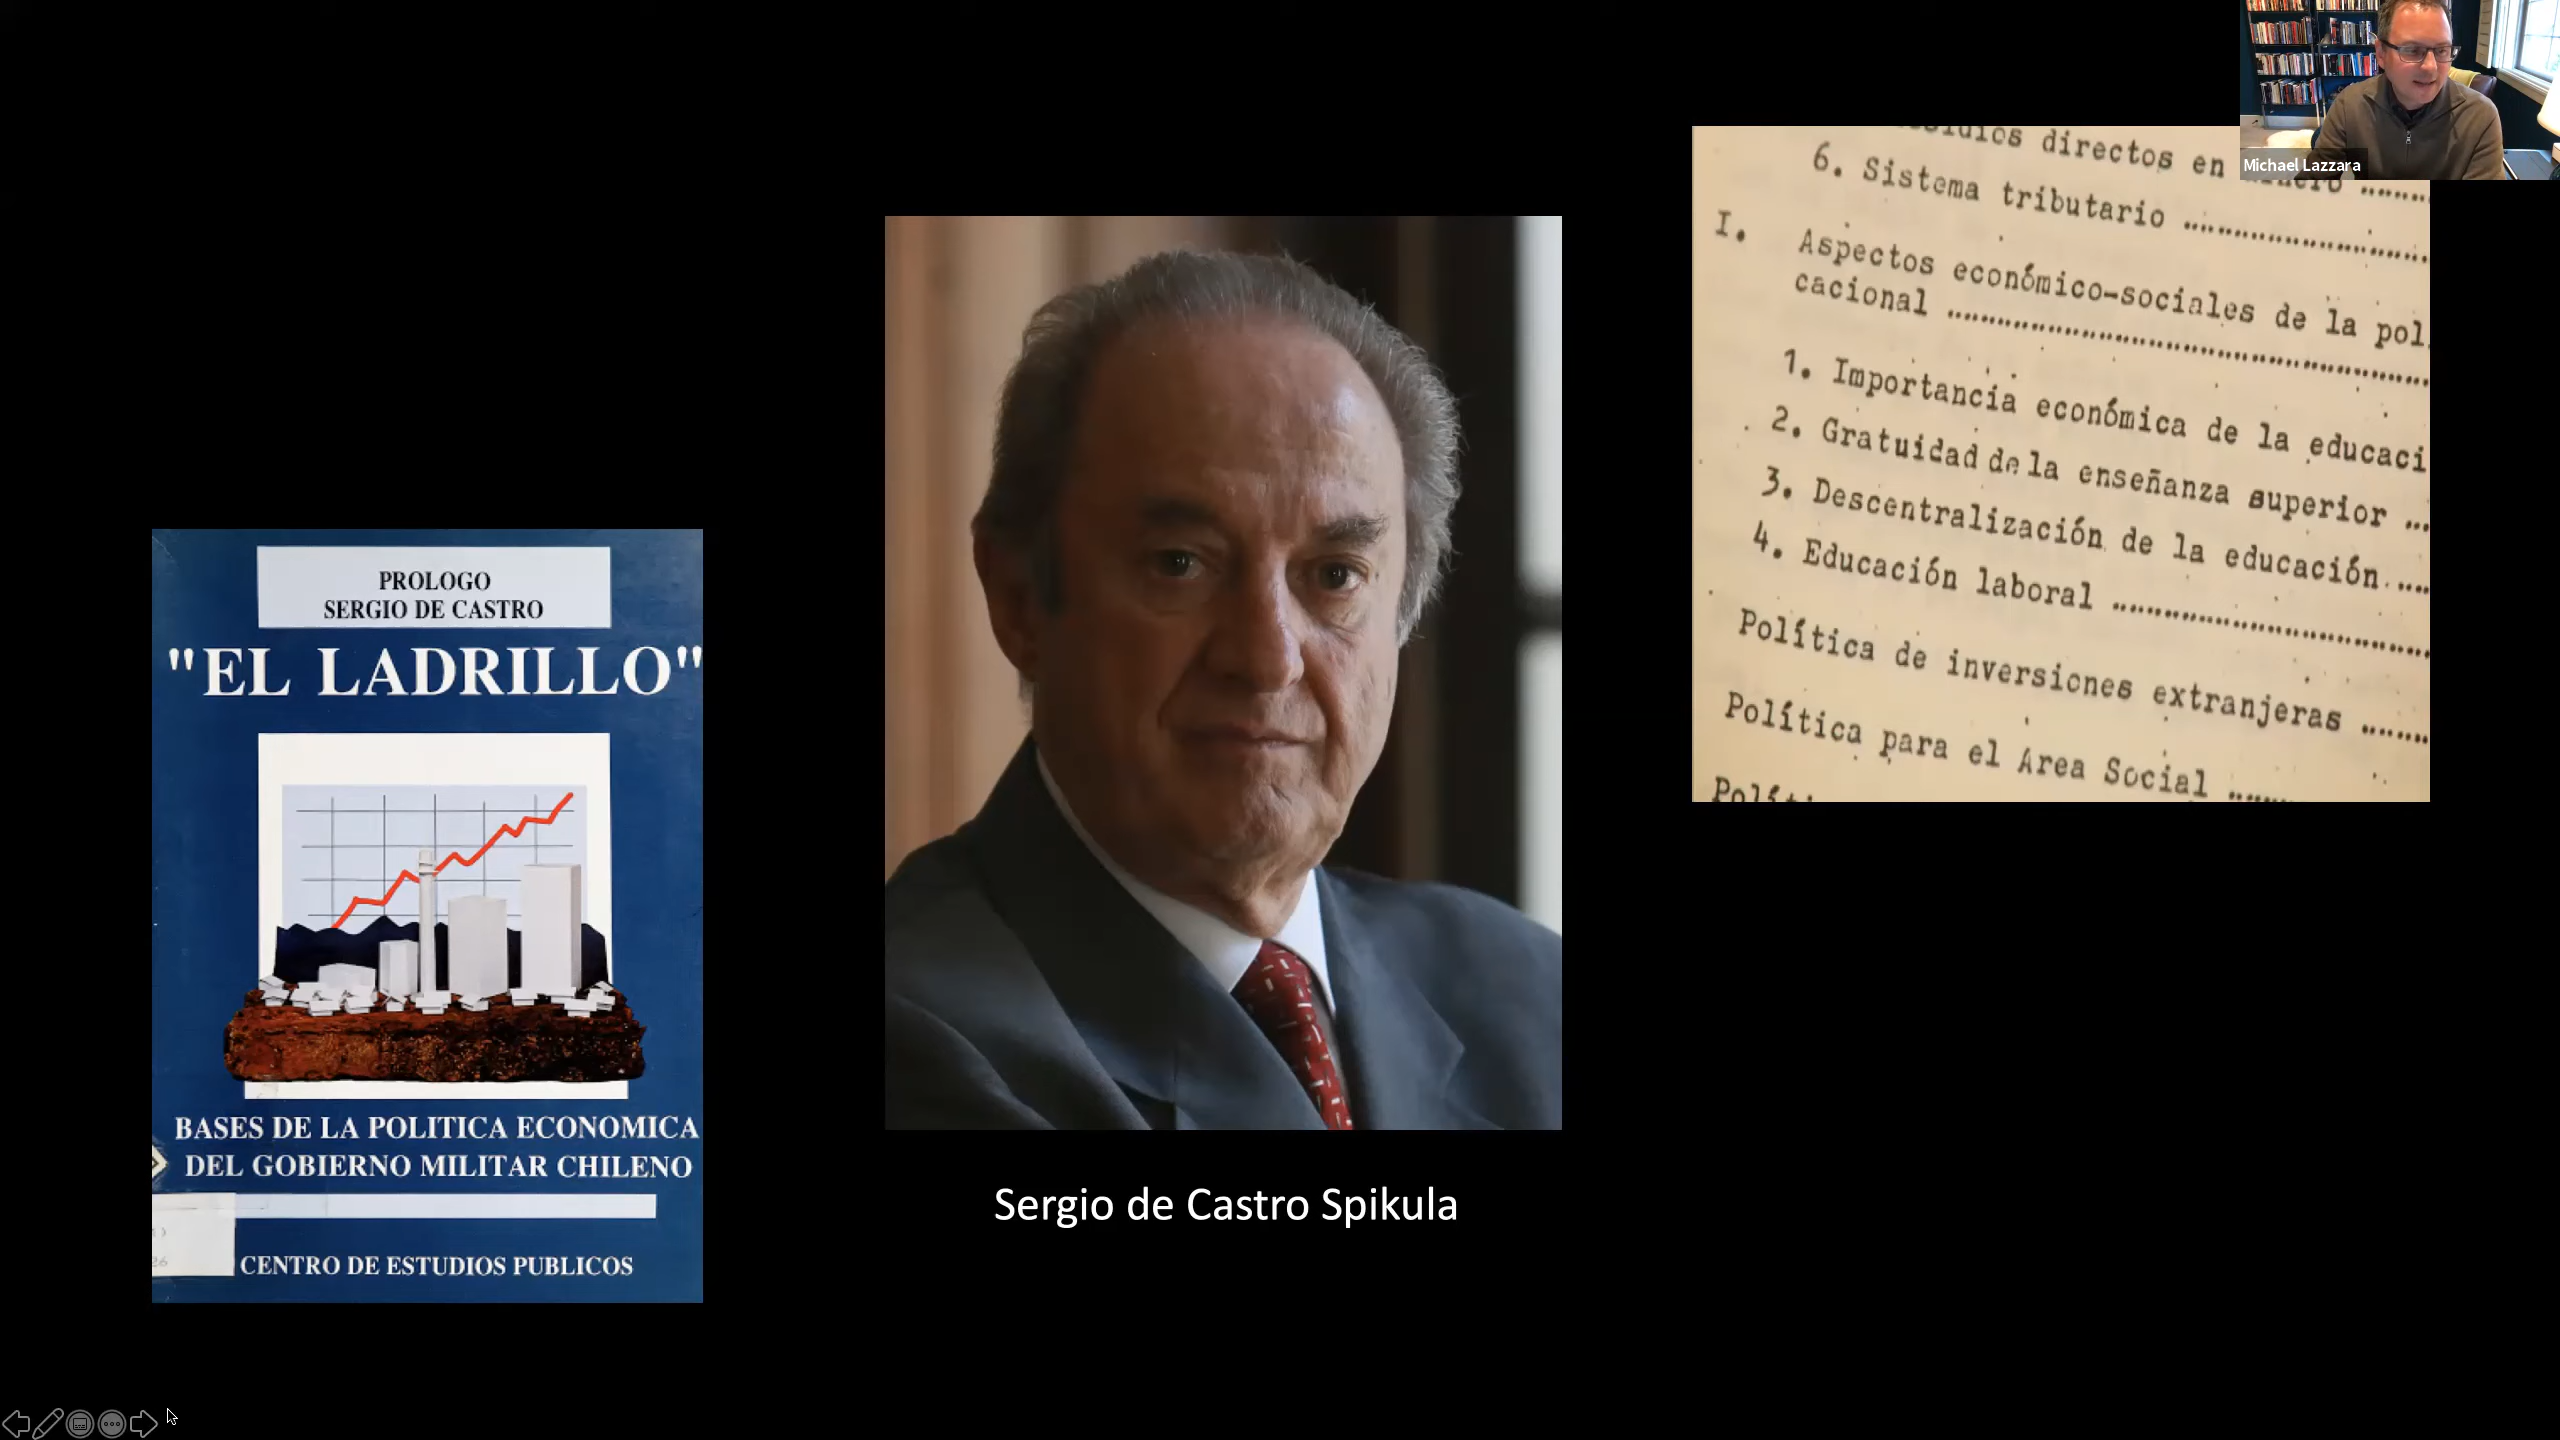 Michael Lazzara
PROLOGO
SERGIO DE CASTRO
"EL LADRILLO"
BASES DE LA POLITICA ECONOMICA
DEL GOBIERNO MILITAR CHILENO
CENTRO DE ESTUDIOS PUBLICOS
Sergio de Castro Spikula
directos en
6. Sistema tributario ........
I. Aspectos económico-sociales de la pol
cacional ........
1. Importancia económica de la educaci
2. Gratuidad de la enseñanza superior ...
3. Descentralización de la educación ....
4. Educación laboral ........
Política de inversiones extranjeras ........
Política para el Area Social ......